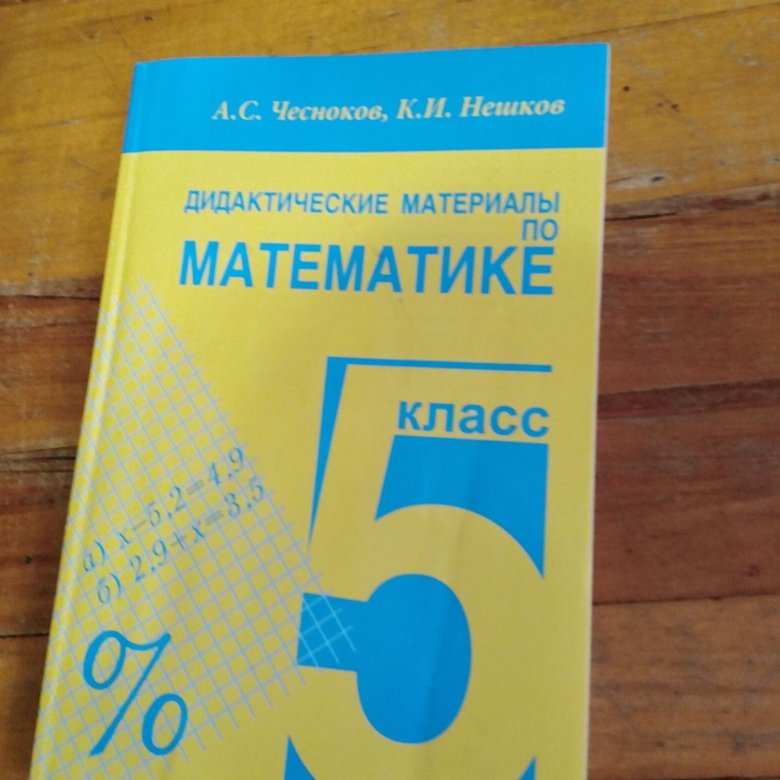 А.С. Чесноков, К.И. Нешков
ДИДАКТИЧЕСКИЕ МАТЕРИАЛЫ
ПО
МАТЕМАТИКЕ
класс
5
а) x−5,2=4,9
б) 2,9+x=3,5
%